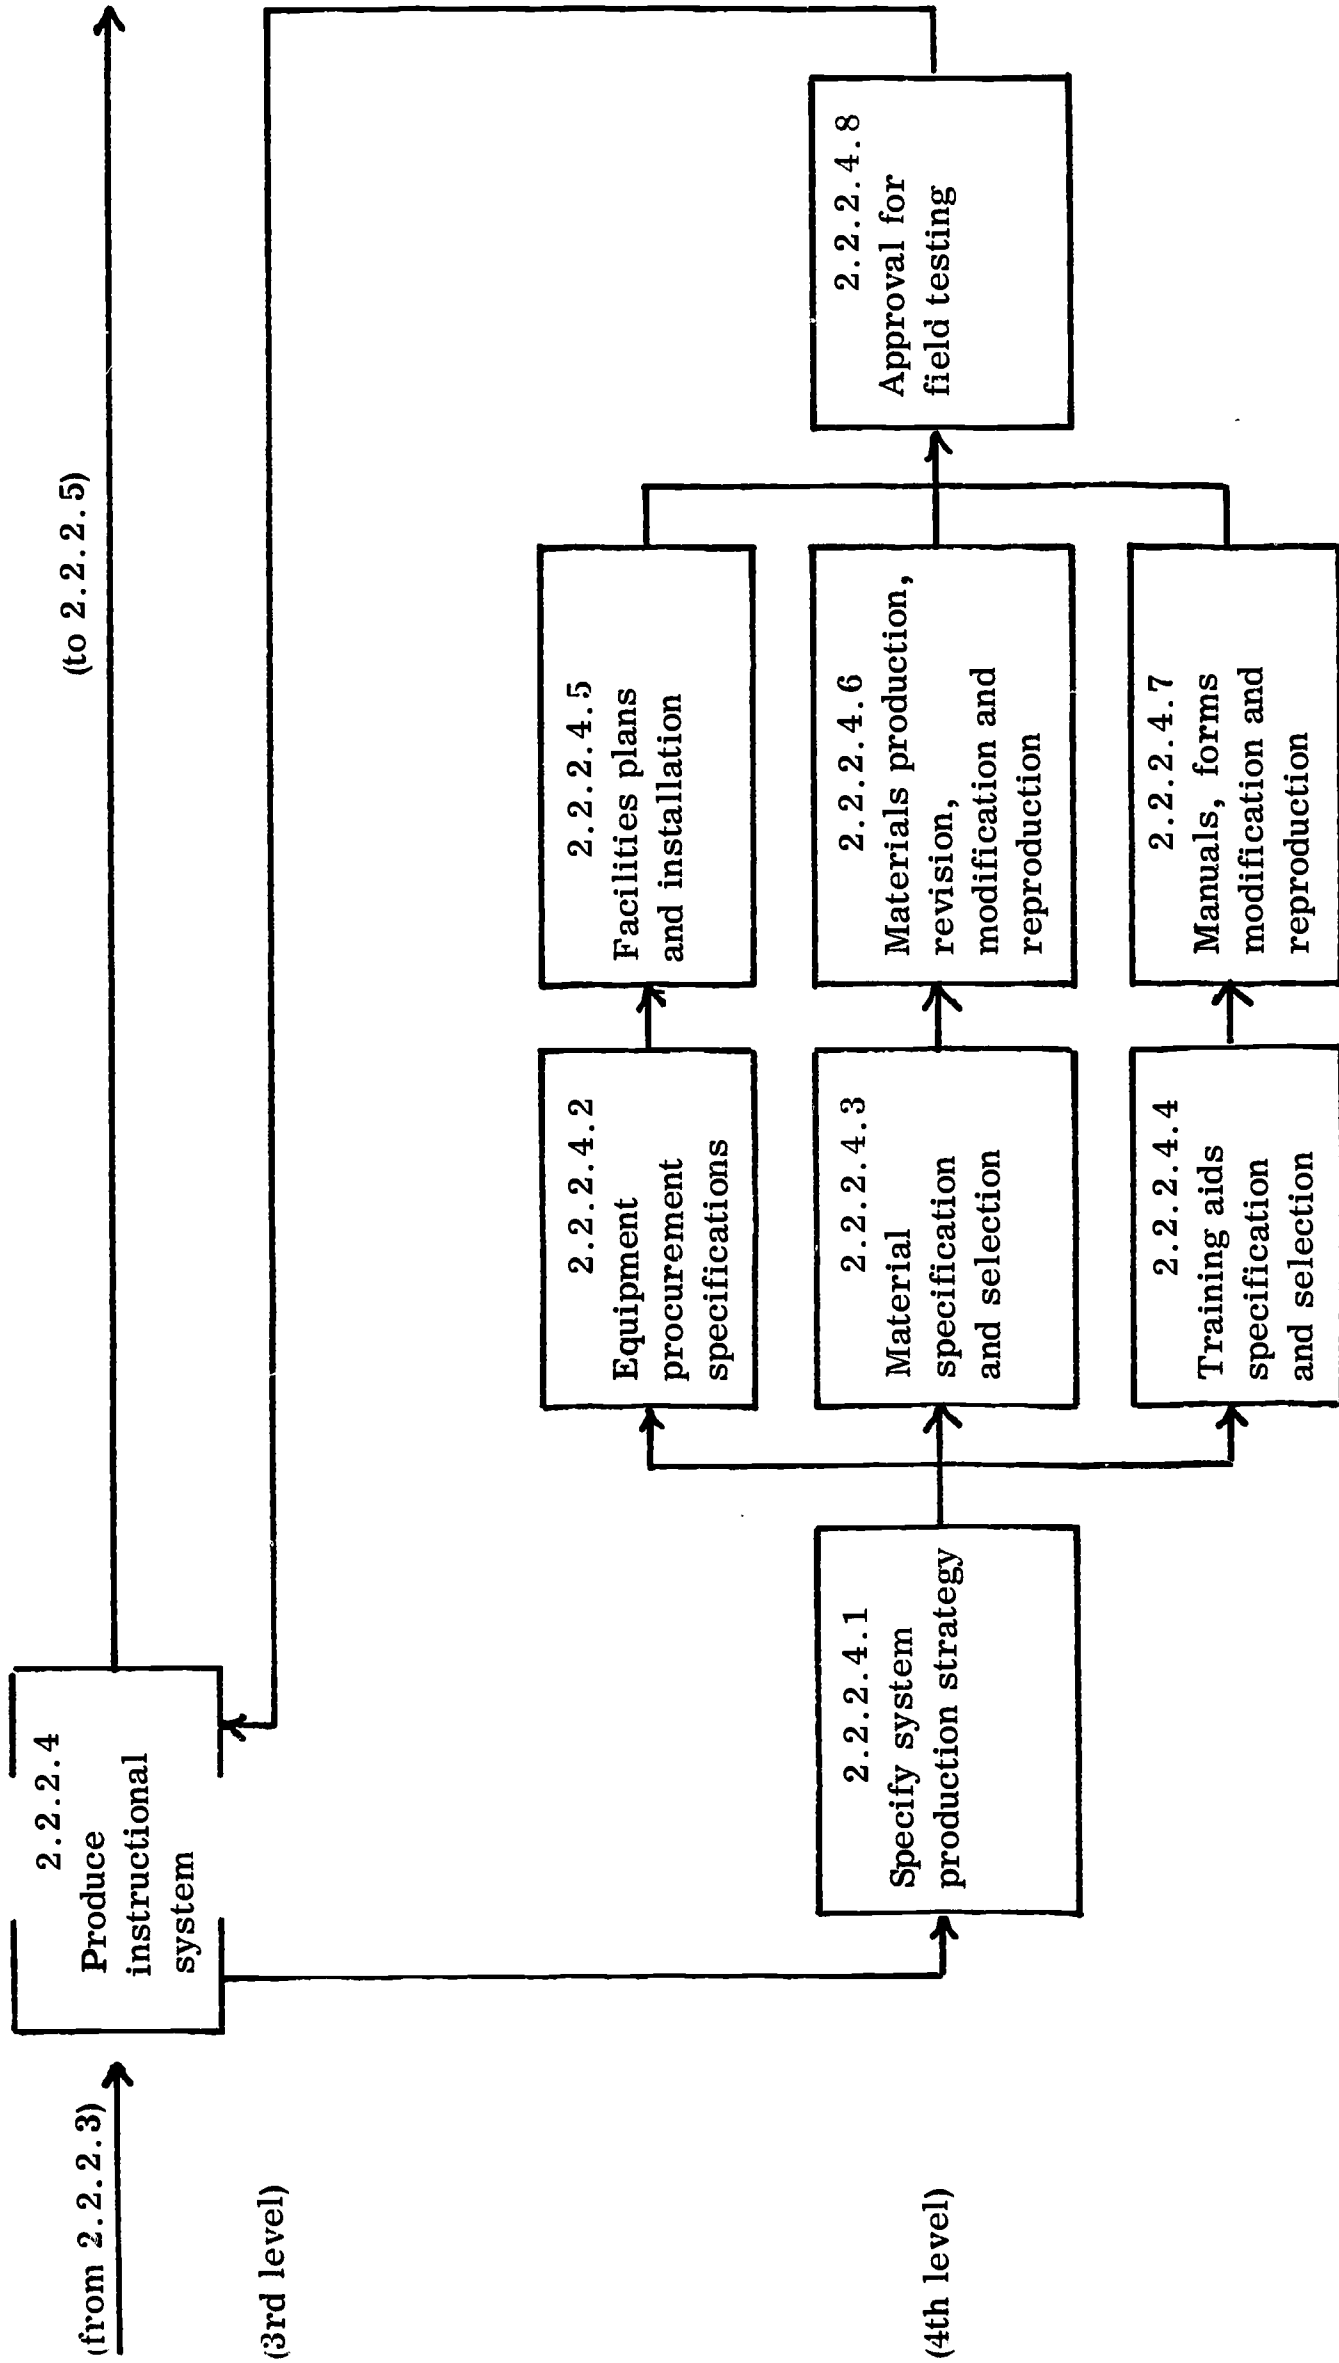 (from 2.2.2.3)
2.2.2.4
Produce
instructional
system
(to 2.2.2.5)
(3rd level)
(4th level)
2.2.2.4.1
Specify system
production strategy
2.2.2.4.2
Equipment
procurement
specifications
2.2.2.4.3
Material
specification
and selection
2.2.2.4.4
Training aids
specification
and selection
2.2.2.4.5
Facilities plans
and installation
2.2.2.4.6
Materials production,
revision,
modification and
reproduction
2.2.2.4.7
Manuals, forms
modification and
reproduction
2.2.2.4.8
Approval for
field testing